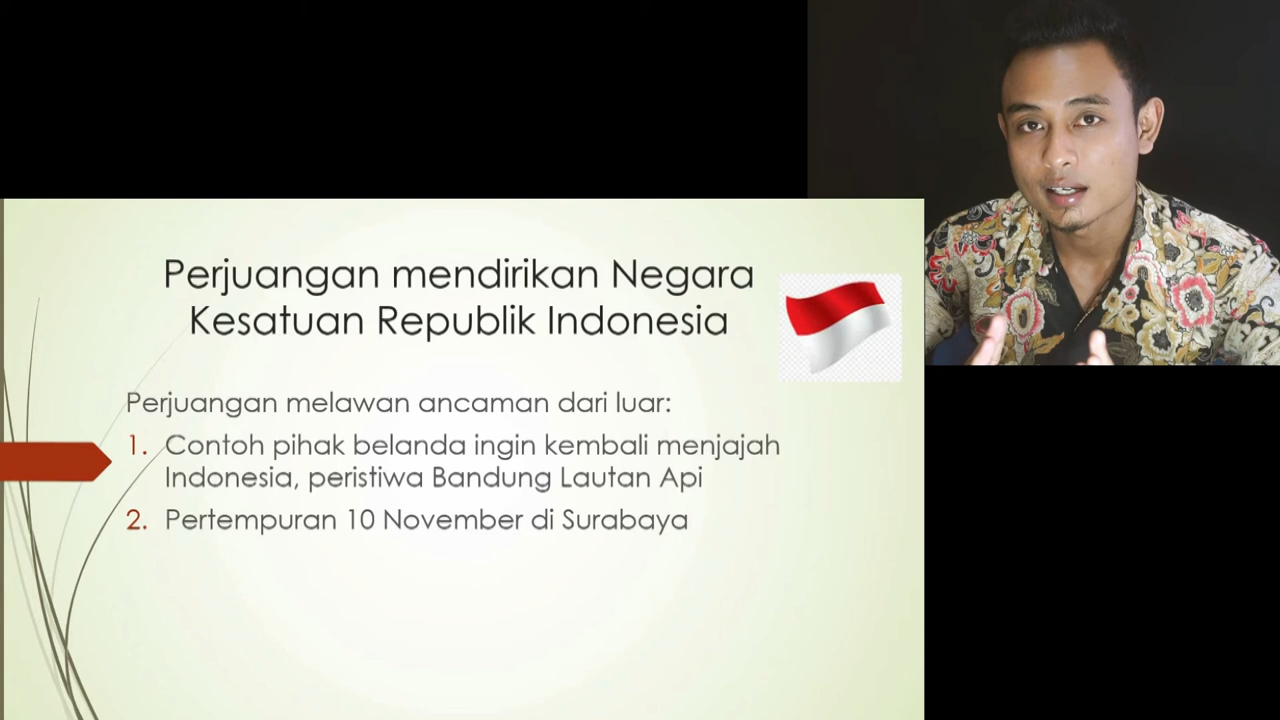 Perjuangan mendirikan Negara
Kesatuan Republik Indonesia
Perjuangan melawan ancaman dari luar:
1. Contoh pihak belanda ingin kembali menjajah
Indonesia, peristiwa Bandung Lautan Api
2. Pertempuran 10 November di Surabaya